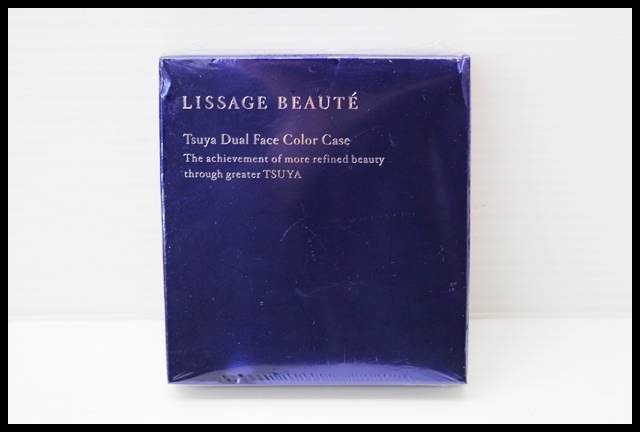 LISSAGE BEAUTÉ
Tsuya Dual Face Color Case
The achievement of more refined beauty
through greater TSUYA